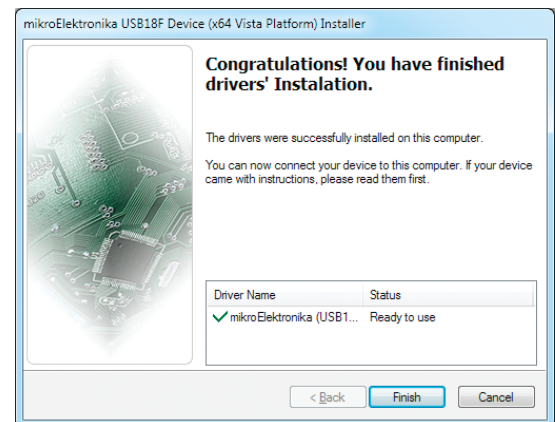 mikroElektronika USB18F Device (x64 Vista Platform) Installer
Congratulations! You have finished
drivers' Instalation.
The drivers were successfully installed on this computer.
You can now connect your device to this computer. If your device
came with instructions, please read them first.
Driver Name Status
mikroElektronika (USB1... Ready to use
< Back Finish Cancel